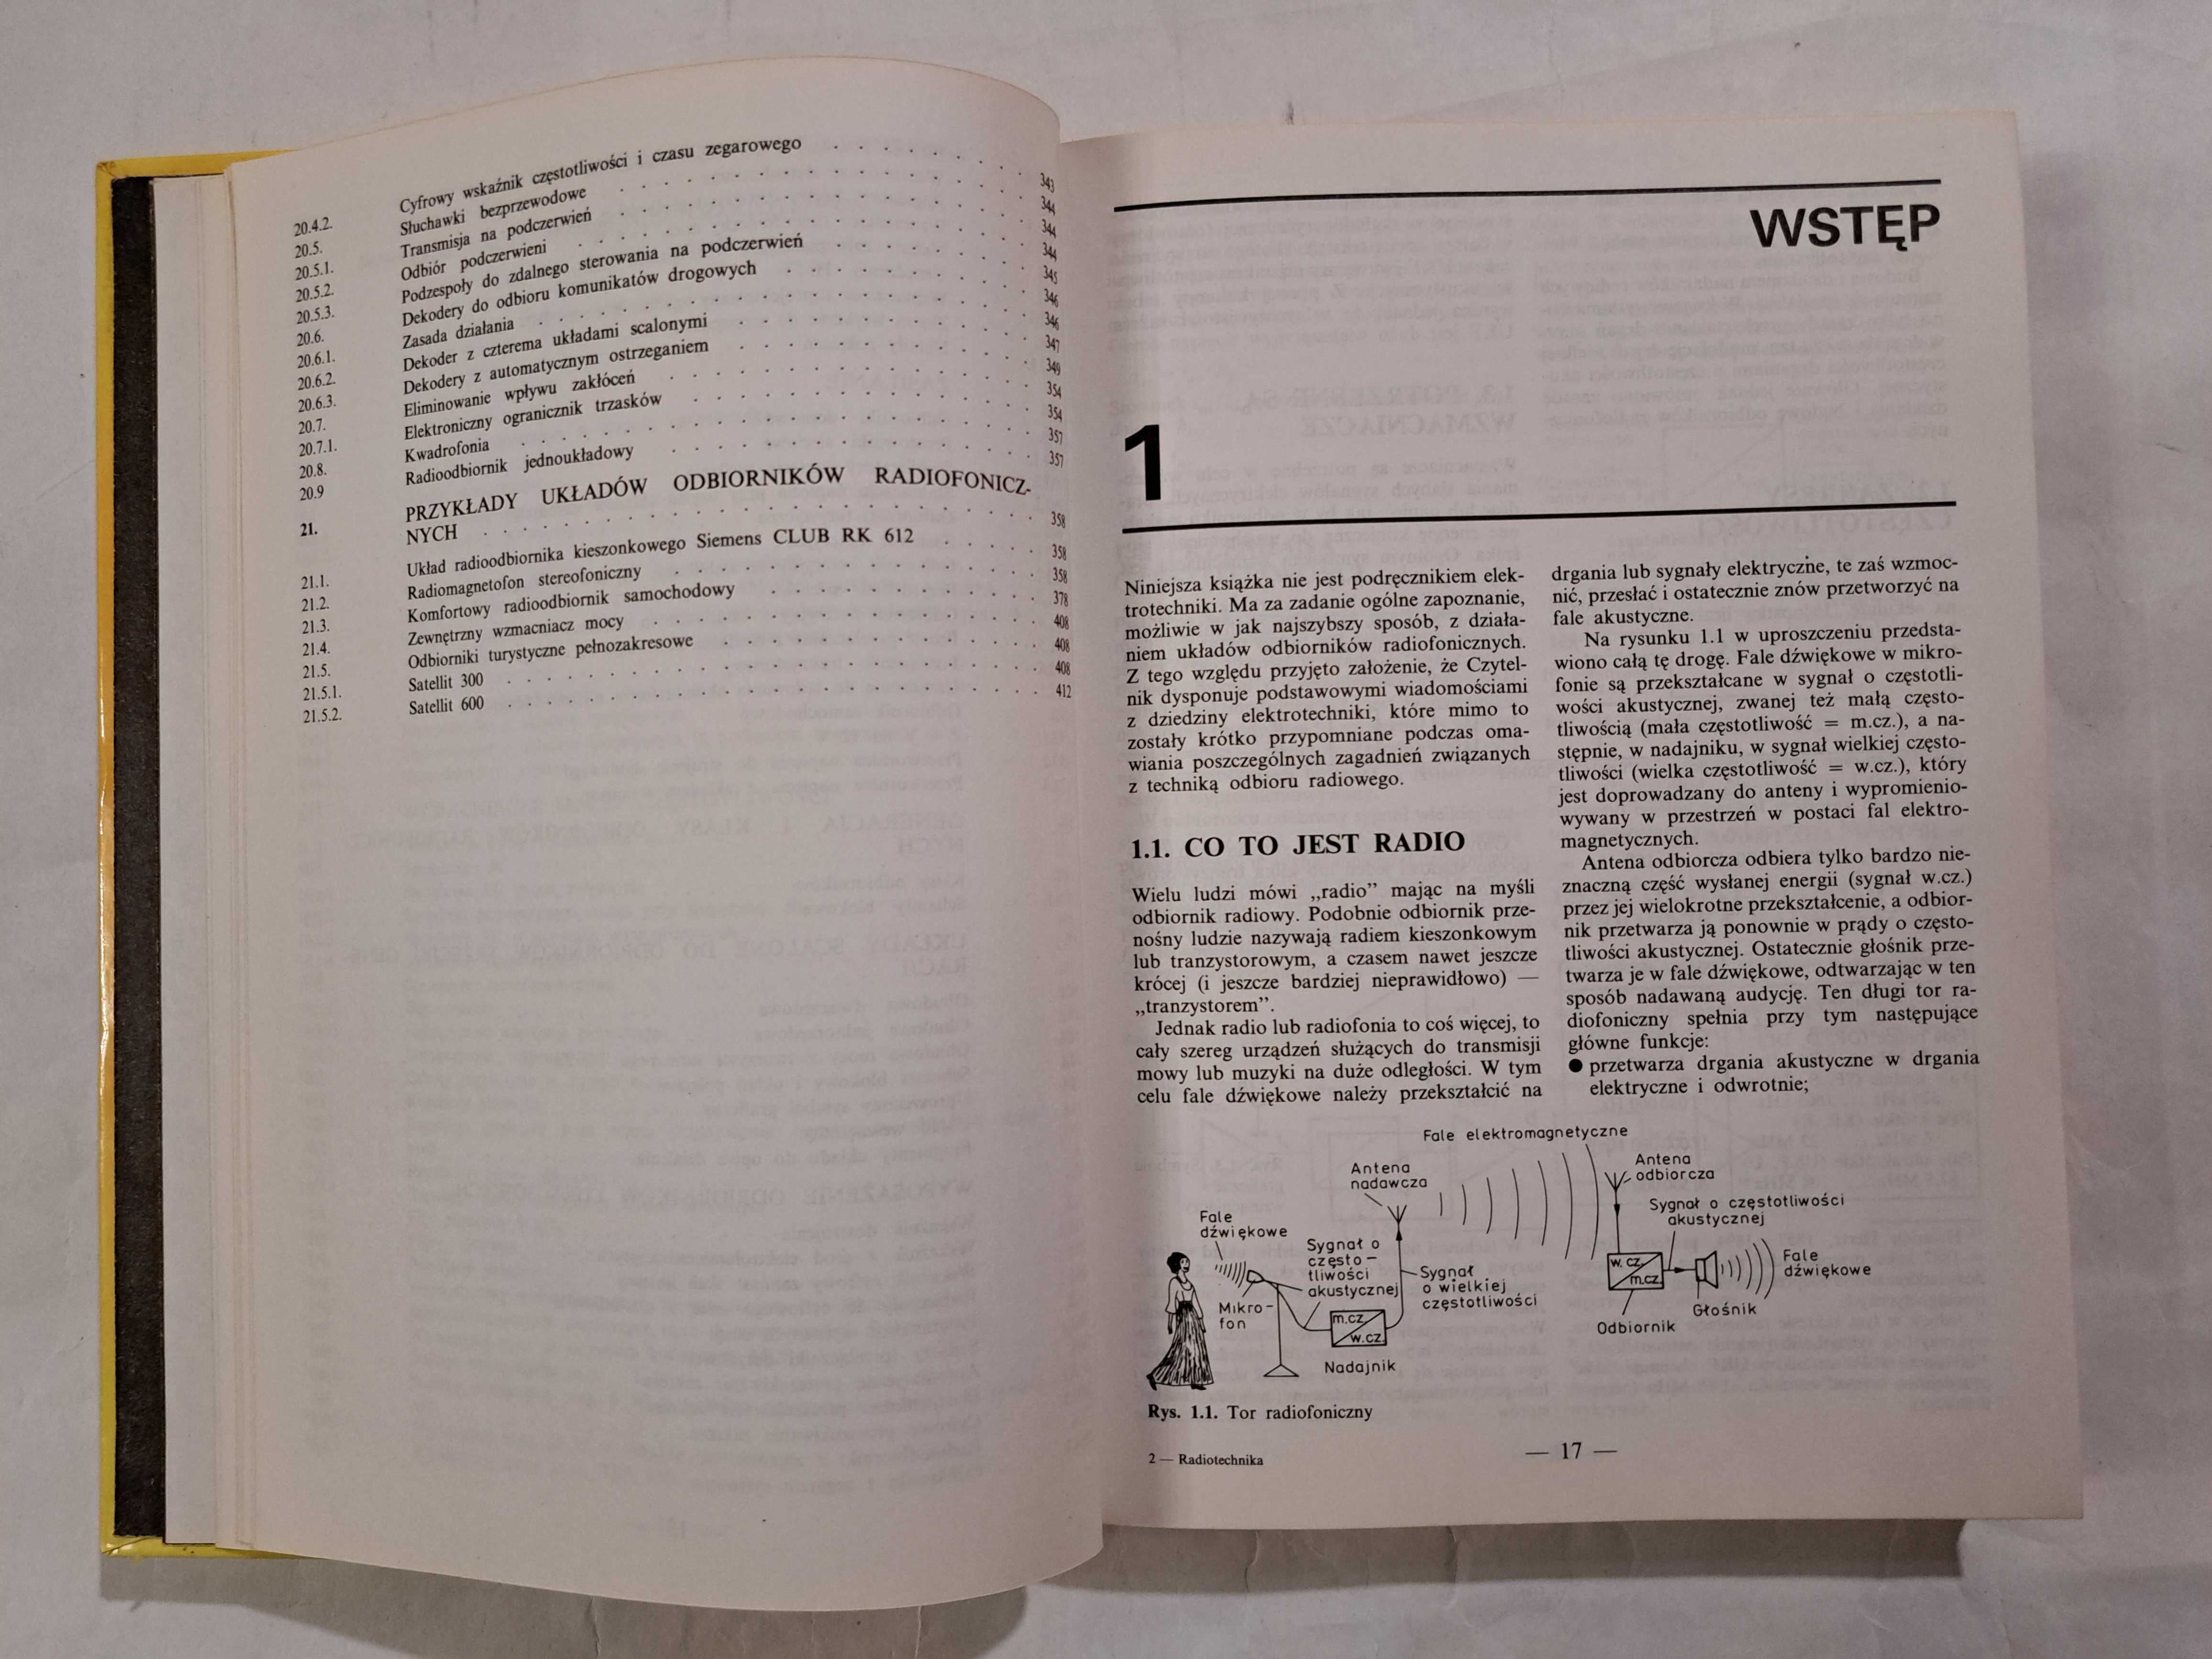 20.4.2. Cyfrowy wskaźnik częstotliwości i czasu zegarowego 343
20.5. Słuchawki bezprzewodowe 344
20.5.1. Transmisja na podczerwień 344
20.5.2. Odbiór podczerwieni 344
20.5.3. Podzespoły do zdalnego sterowania na podczerwień 345
20.6. Dekodery do odbioru komunikatów drogowych 346
20.6.1. Zasada działania 346
20.6.2. Dekoder z czterema układami scalonymi 347
20.6.3. Dekodery z automatycznym ostrzeganiem 349
20.7. Eliminowanie wpływu zakłóceń 354
20.7.1. Elektroniczny ogranicznik trzasków 354
20.8. Kwadrofonia 357
20.9 Radioodbiornik jednoukładowy 357
21. PRZYKŁADY UKŁADÓW ODBIORNIKÓW RADIOFONICZ-
NYCH 358
21.1. Układ radioodbiornika kieszonkowego Siemens CLUB RK 612 358
21.2. Radiomagnetofon stereofoniczny 358
21.3. Komfortowy radioodbiornik samochodowy 378
21.4. Zewnętrzny wzmacniacz mocy 408
21.5. Odbiorniki turystyczne pełnozakresowe 408
21.5.1. Satellit 300 408
21.5.2. Satellit 600 412
WSTĘP
1
Niniejsza książka nie jest podręcznikiem elek-
trotechniki. Ma za zadanie ogólne zapoznanie,
możliwie w jak najszybszy sposób, z działa-
niem układów odbiorników radiofonicznych.
Z tego względu przyjęto założenie, że Czytel-
nik dysponuje podstawowymi wiadomościami
z dziedziny elektrotechniki, które mimo to
zostały krótko przypomniane podczas oma-
wiania poszczególnych zagadnień związanych
z techniką odbioru radiowego.
1.1. CO TO JEST RADIO
Wielu ludzi mówi „radio” mając na myśli
odbiornik radiowy. Podobnie odbiornik prze-
nośny ludzie nazywają radiem kieszonkowym
lub tranzystorowym, a czasem nawet jeszcze
krócej (i jeszcze bardziej nieprawidłowo) —
„tranzystorem”.
Jednak radio lub radiofonia to coś więcej, to
cały szereg urządzeń służących do transmisji
mowy lub muzyki na duże odległości. W tym
celu fale dźwiękowe należy przekształcić na
drgania lub sygnały elektryczne, te zaś wzmoc-
nić, przesłać i ostatecznie znów przetworzyć na
fale akustyczne.
Na rysunku 1.1 w uproszczeniu przedsta-
wiono całą tę drogę. Fale dźwiękowe w mikro-
fonie są przekształcane w sygnał o częstotli-
wości akustycznej, zwanej też małą często-
tliwością (mała częstotliwość = m.cz.), a na-
stępnie, w nadajniku, w sygnał wielkiej często-
tliwości (wielka częstotliwość = w.cz.), który
jest doprowadzany do anteny i wypromienio-
wywany w przestrzeń w postaci fal elektro-
magnetycznych.
Antena odbiorcza odbiera tylko bardzo nie-
znaczną część wysłanej energii (sygnał w.cz.)
przez jej wielokrotne przekształcenie, a odbior-
nik przetwarza ją ponownie w prądy o często-
tliwości akustycznej. Ostatecznie głośnik prze-
twarza je w fale dźwiękowe, odtwarzając w ten
sposób nadawaną audycję. Ten długi tor ra-
diofoniczny spełnia przy tym następujące
główne funkcje:
● przetwarza drgania akustyczne w drgania
elektryczne i odwrotnie;
Fale elektromagnetyczne
Antena
nadawcza
Antena
odbiorcza
Sygnał o częstotliwości
akustycznej
Fale
dźwiękowe
Sygnał o
często-
tliwości
akustycznej
Sygnał
o wielkiej
częstotliwości
Mikro-
fon
m.cz.
w.cz.
Nadajnik
w.cz.
m.cz.
Odbiornik
Głośnik
Fale
dźwiękowe
Rys. 1.1. Tor radiofoniczny
2 — Radiotechnika
— 17 —